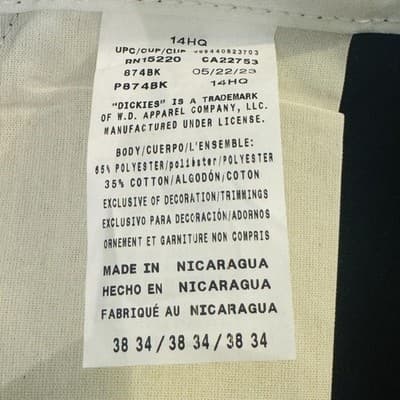 14HQ
UPC/CUP/CUP
RN15220 CA22753
874BK 05/22/23
P874BK 14HQ
"DICKIES" IS A TRADEMARK
OF W.D. APPAREL COMPANY, LLC.
MANUFACTURED UNDER LICENSE.
BODY/CUERPO/L'ENSEMBLE:
65% POLYESTER/poliéster/POLYESTER
35% COTTON/ALGODÓN/COTON
EXCLUSIVE OF DECORATION/TRIMMINGS
EXCLUSIVO PARA DECORACIÓN/ADORNOS
ORNEMENT ET GARNITURE NON COMPRIS
MADE IN NICARAGUA
HECHO EN NICARAGUA
FABRIQUÉ AU NICARAGUA
38 34 / 38 34 / 38 34